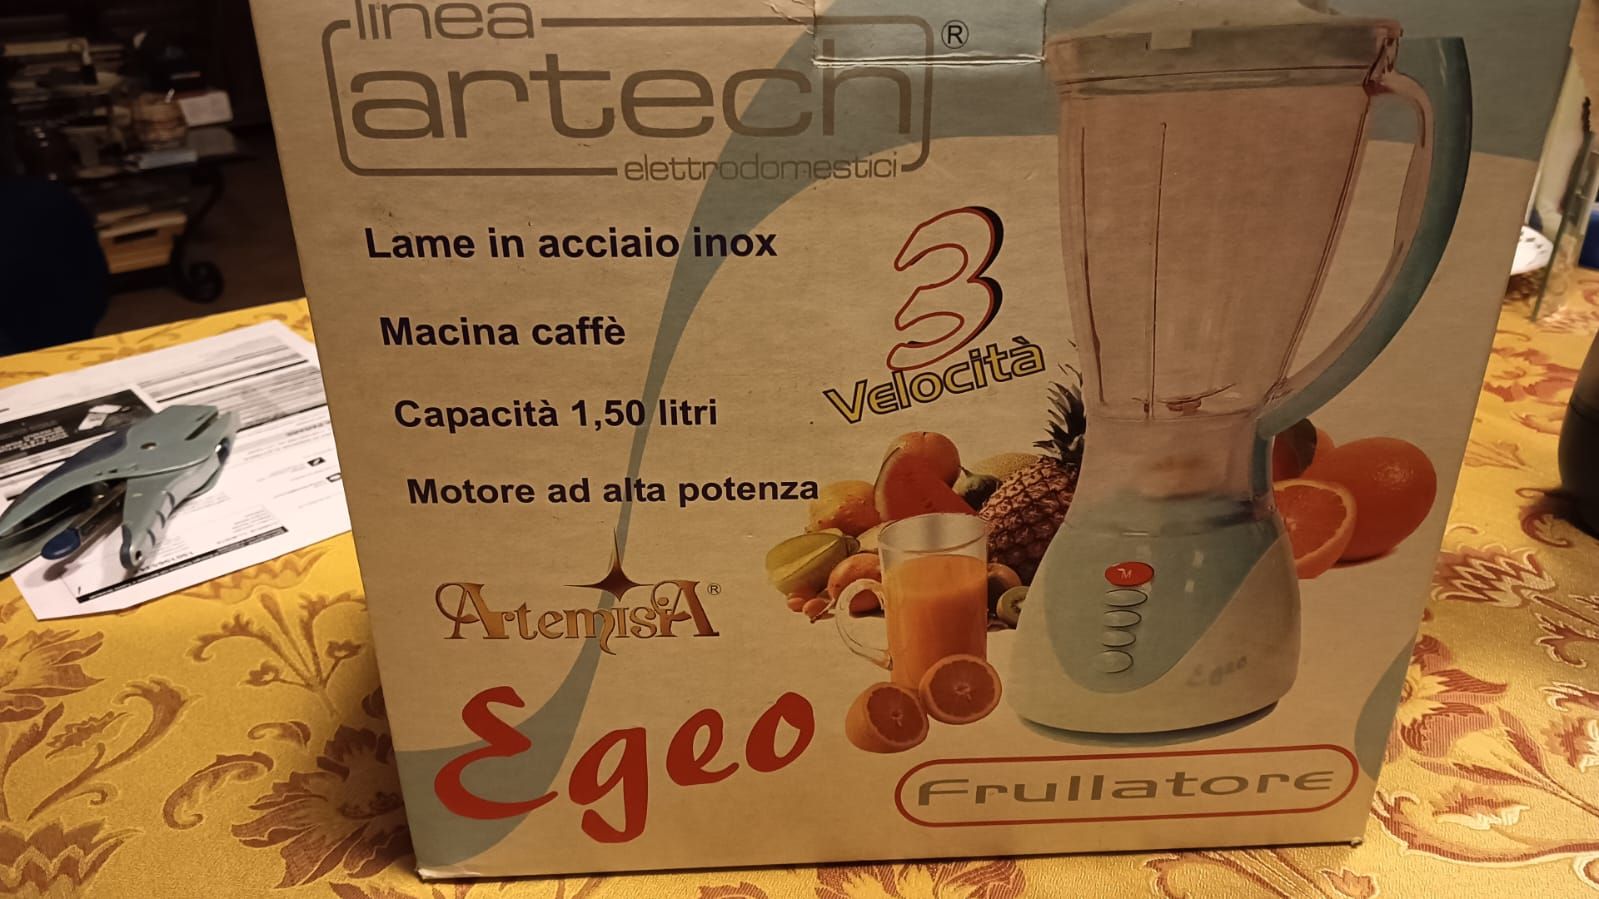 linea
artech ®
elettrodomestici
Lame in acciaio inox
Macina caffè
Capacità 1,50 litri
Motore ad alta potenza
3
Velocità
Artemisia ®
M
Egeo
Egeo
Frullatore